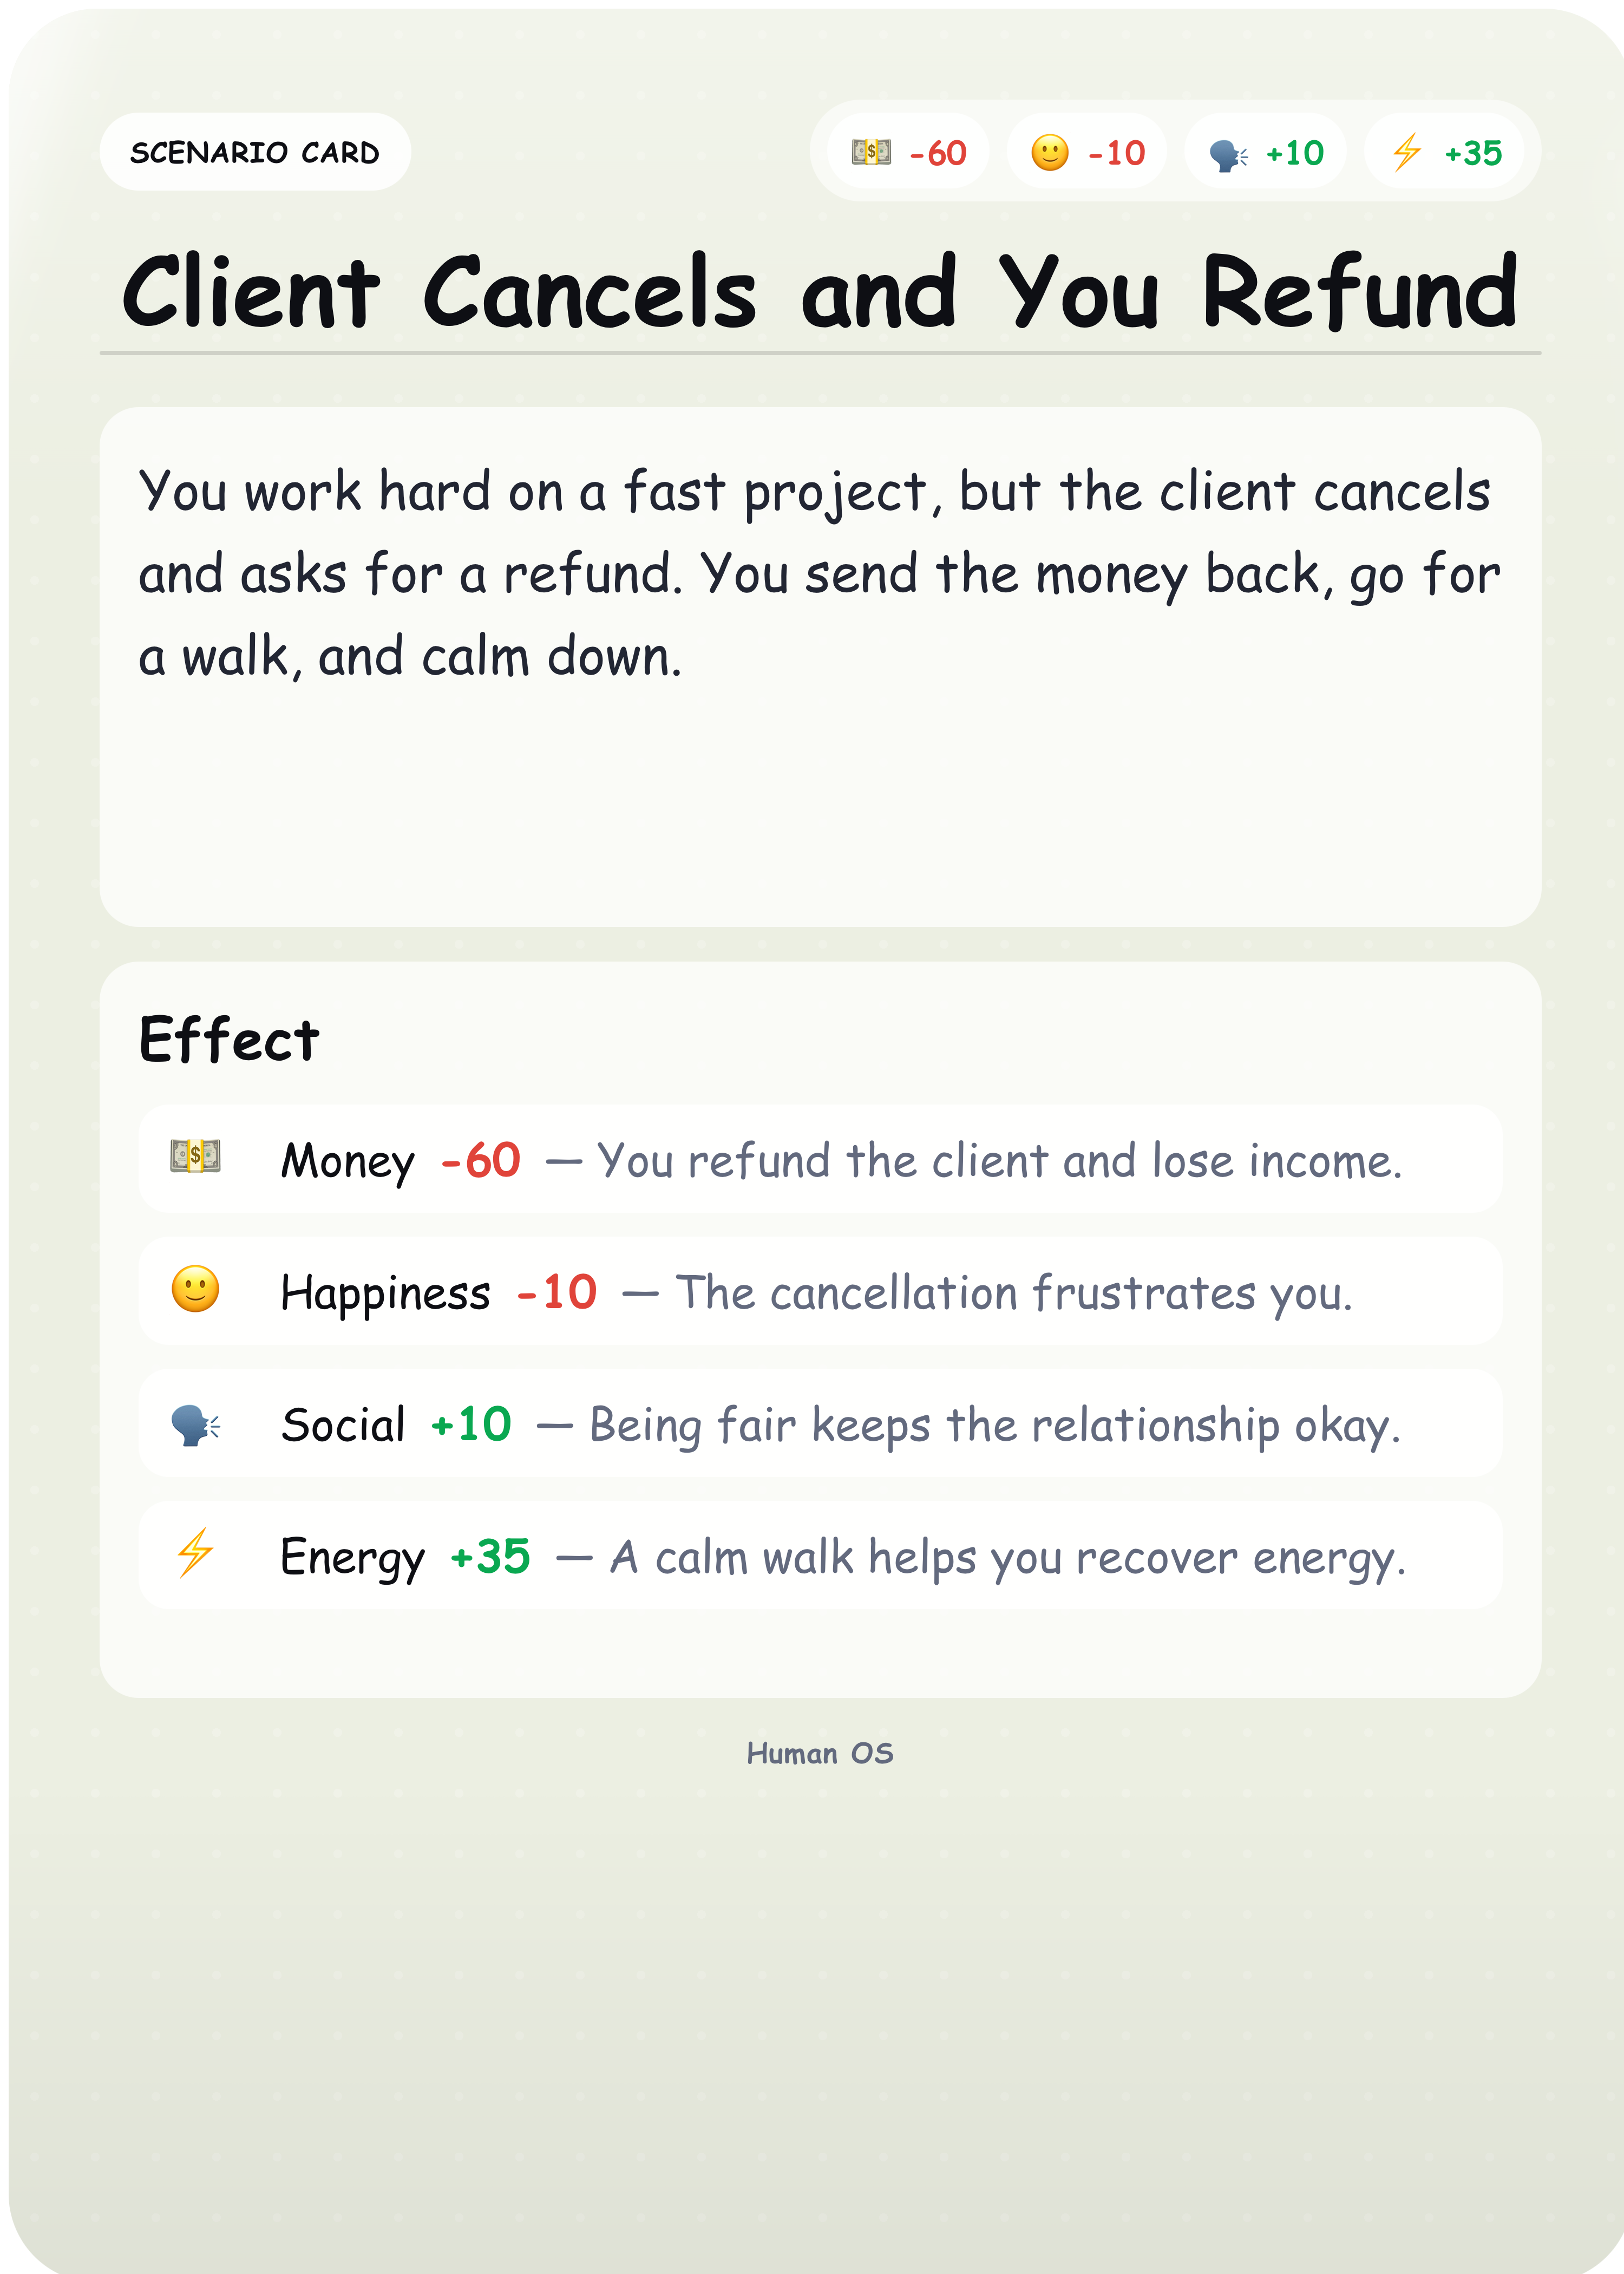 SCENARIO CARD
💵 -60 🙂 -10 🗣️ +10 ⚡ +35
Client Cancels and You Refund
You work hard on a fast project, but the client cancels
and asks for a refund. You send the money back, go for
a walk, and calm down.
Effect
💵 Money -60 — You refund the client and lose income.
🙂 Happiness -10 — The cancellation frustrates you.
🗣️ Social +10 — Being fair keeps the relationship okay.
⚡ Energy +35 — A calm walk helps you recover energy.
Human OS